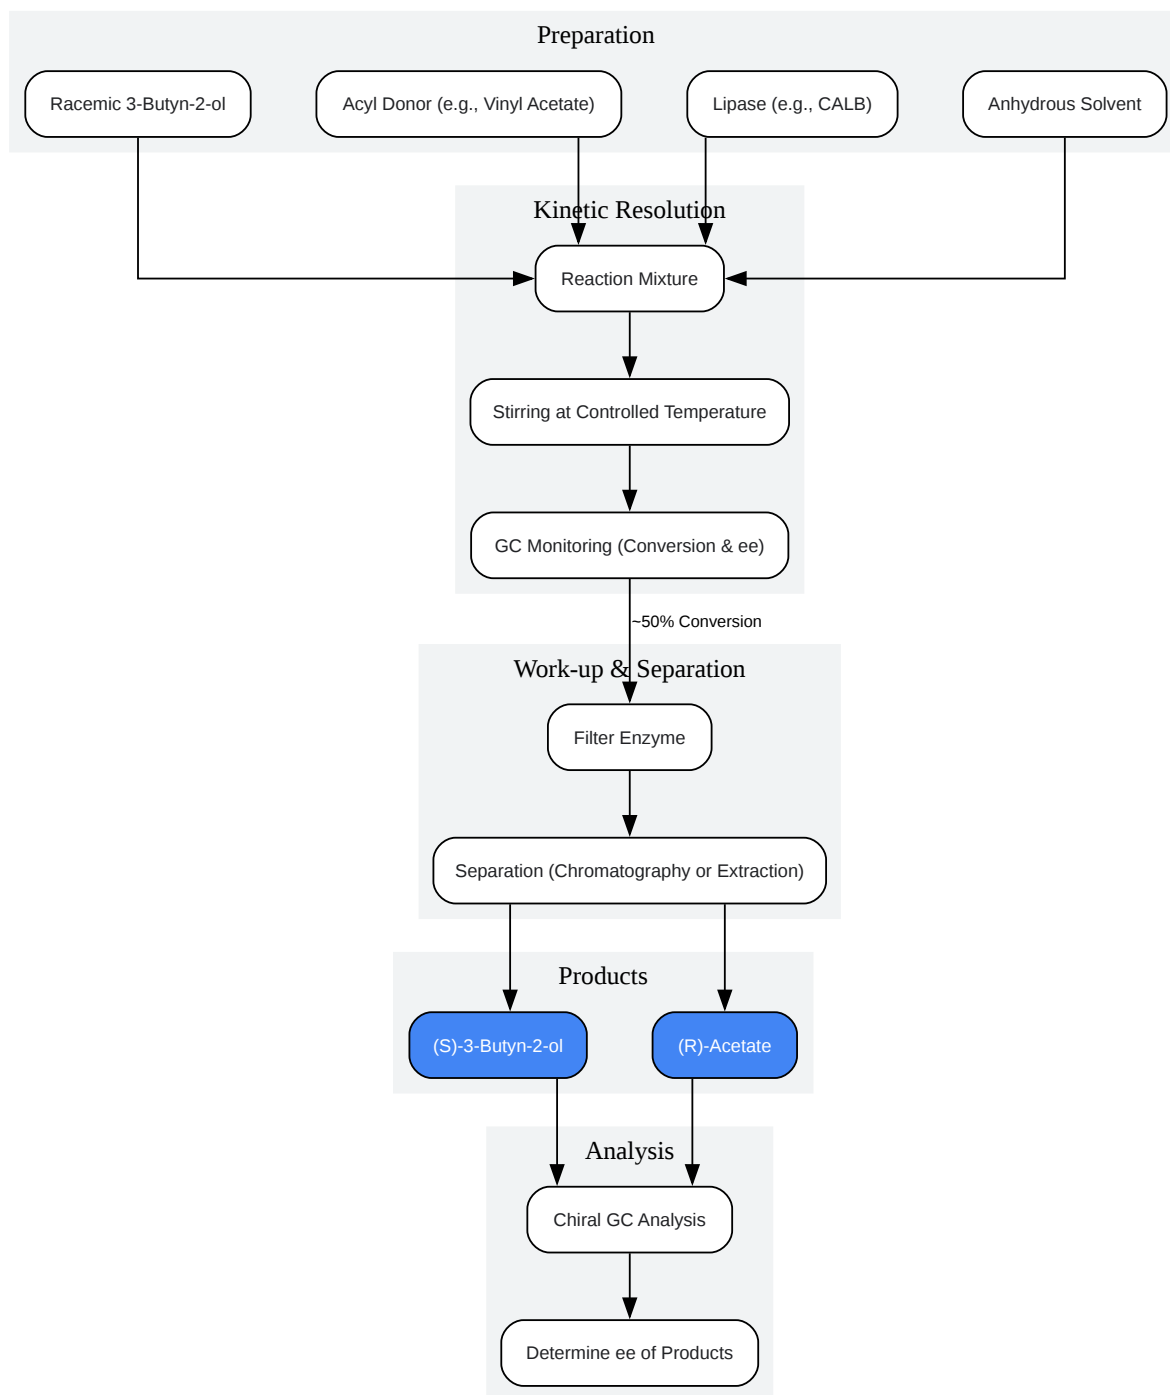 Preparation
Racemic 3-Butyn-2-ol
Acyl Donor (e.g., Vinyl Acetate)
Lipase (e.g., CALB)
Anhydrous Solvent
Kinetic Resolution
Reaction Mixture
Stirring at Controlled Temperature
GC Monitoring (Conversion & ee)
~50% Conversion
Work-up & Separation
Filter Enzyme
Separation (Chromatography or Extraction)
Products
(S)-3-Butyn-2-ol
(R)-Acetate
Analysis
Chiral GC Analysis
Determine ee of Products